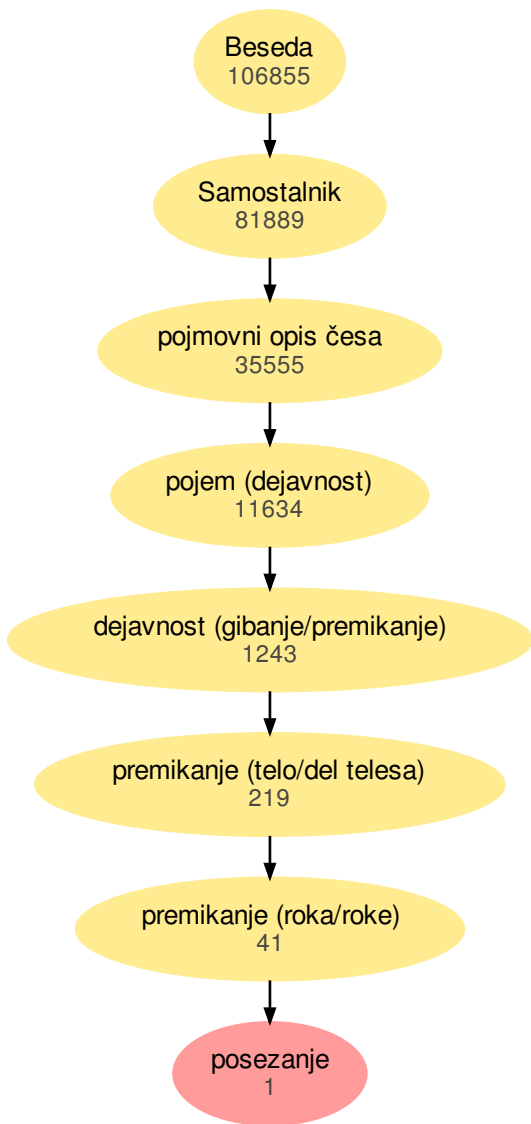 Beseda
106855
Samostalnik
81889
pojmovni opis česa
35555
pojem (dejavnost)
11634
dejavnost (gibanje/premikanje)
1243
premikanje (telo/del telesa)
219
premikanje (roka/roke)
41
posezanje
1